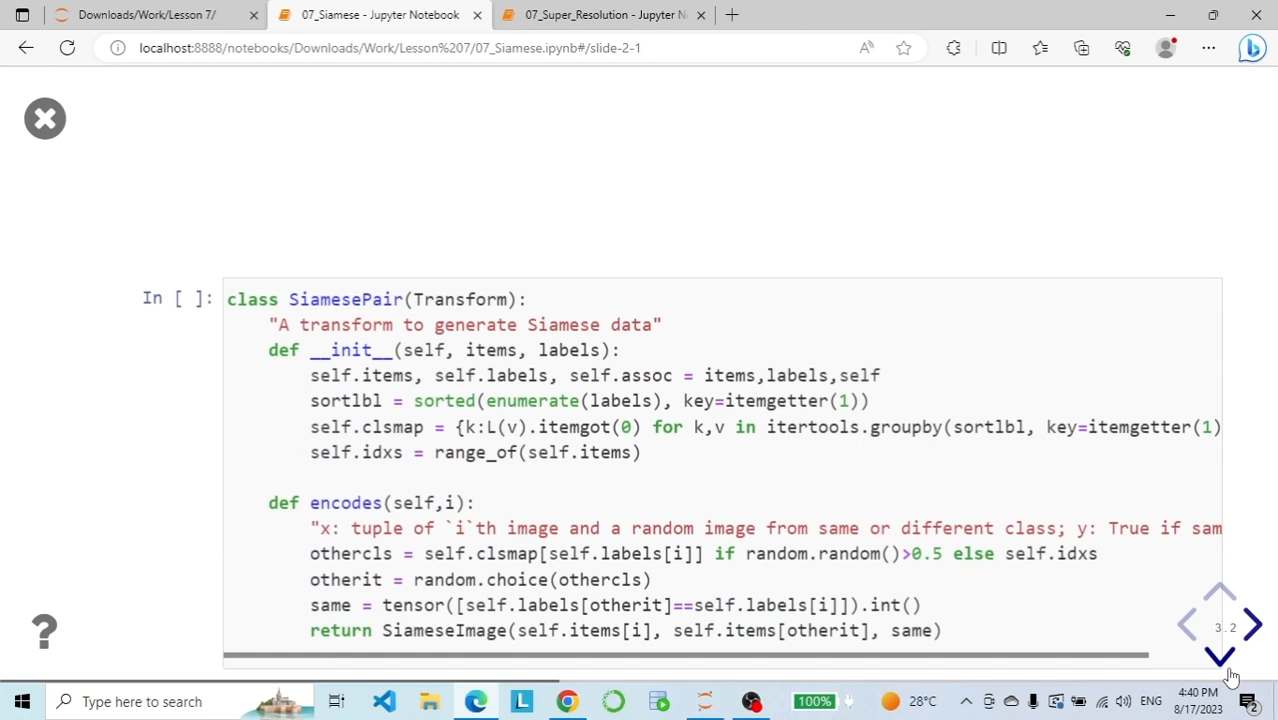 Downloads/Work/Lesson 7/
07_Siamese - Jupyter Notebook
07_Super_Resolution - Jupyter N
localhost:8888/notebooks/Downloads/Work/Lesson%207/07_Siamese.ipynb#/slide-2-1
In [ ]:
class SiamesePair(Transform):
"A transform to generate Siamese data"
def __init__(self, items, labels):
self.items, self.labels, self.assoc = items,labels,self
sortlbl = sorted(enumerate(labels), key=itemgetter(1))
self.clsmap = {k:L(v).itemgot(0) for k,v in itertools.groupby(sortlbl, key=itemgetter(1)
self.idxs = range_of(self.items)
def encodes(self,i):
"x: tuple of `i`th image and a random image from same or different class; y: True if sam
othercls = self.clsmap[self.labels[i]] if random.random()>0.5 else self.idxs
otherit = random.choice(othercls)
same = tensor([self.labels[otherit]==self.labels[i]]).int()
return SiameseImage(self.items[i], self.items[otherit], same)
3.2
?
Type here to search
L
100%
28°C
ENG
4:40 PM
8/17/2023
2